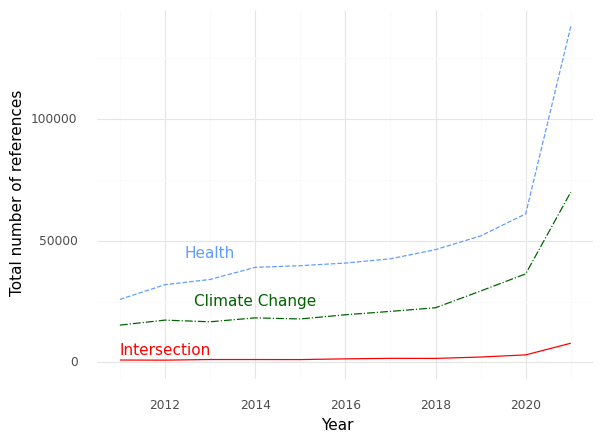 Total number of references
100000
50000
0
Health
Climate Change
Intersection
2012
2014
2016
2018
2020
Year